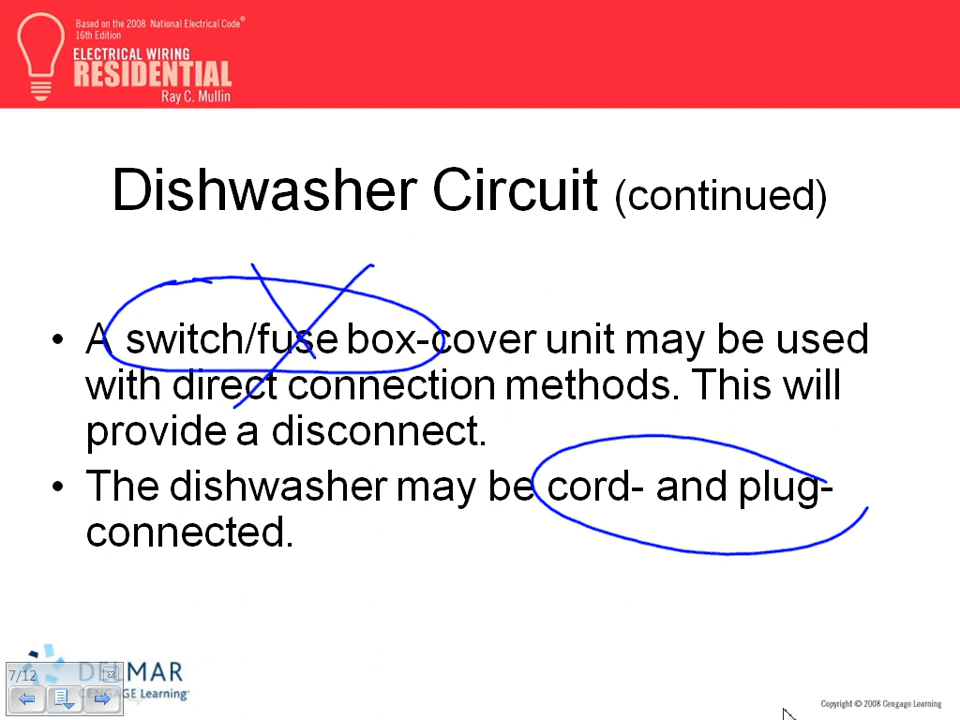 Based on the 2008 National Electrical Code®
16th Edition
ELECTRICAL WIRING
RESIDENTIAL
Ray C. Mullin
Dishwasher Circuit (continued)
• A switch/fuse box-cover unit may be used
with direct connection methods. This will
provide a disconnect.
• The dishwasher may be cord- and plug-
connected.
7/12
DELMAR
CENGAGE Learning™
Copyright © 2008 Cengage Learning